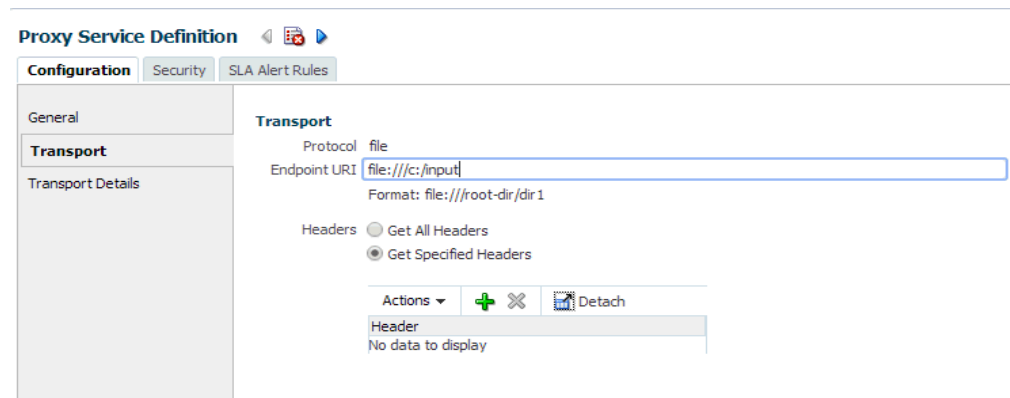 Proxy Service Definition
Configuration Security SLA Alert Rules
General
Transport
Transport Details
Transport
Protocol file
Endpoint URI file:///c:/input
Format: file:///root-dir/dir1
Headers Get All Headers
Get Specified Headers
Actions Detach
Header
No data to display